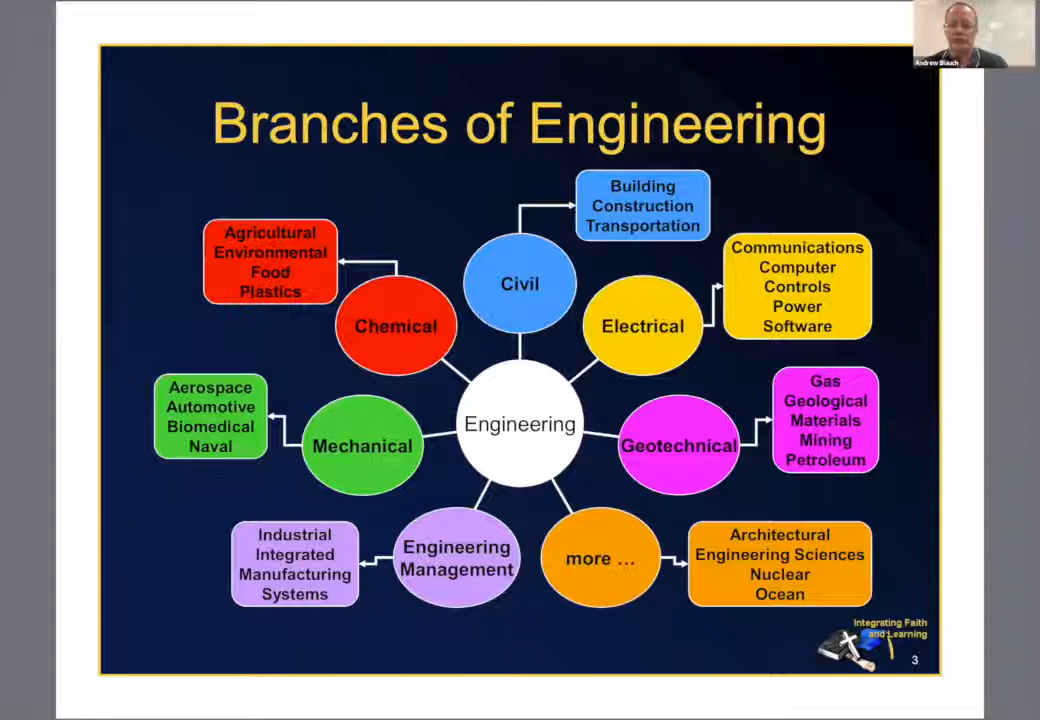 Andrew Blauch
Branches of Engineering
Building
Construction
Transportation
Agricultural
Environmental
Food
Plastics
Civil
Communications
Computer
Controls
Power
Software
Chemical
Electrical
Aerospace
Automotive
Biomedical
Naval
Mechanical
Engineering
Geotechnical
Gas
Geological
Materials
Mining
Petroleum
Industrial
Integrated
Manufacturing
Systems
Engineering
Management
more ...
Architectural
Engineering Sciences
Nuclear
Ocean
Integrating Faith
and Learning
3